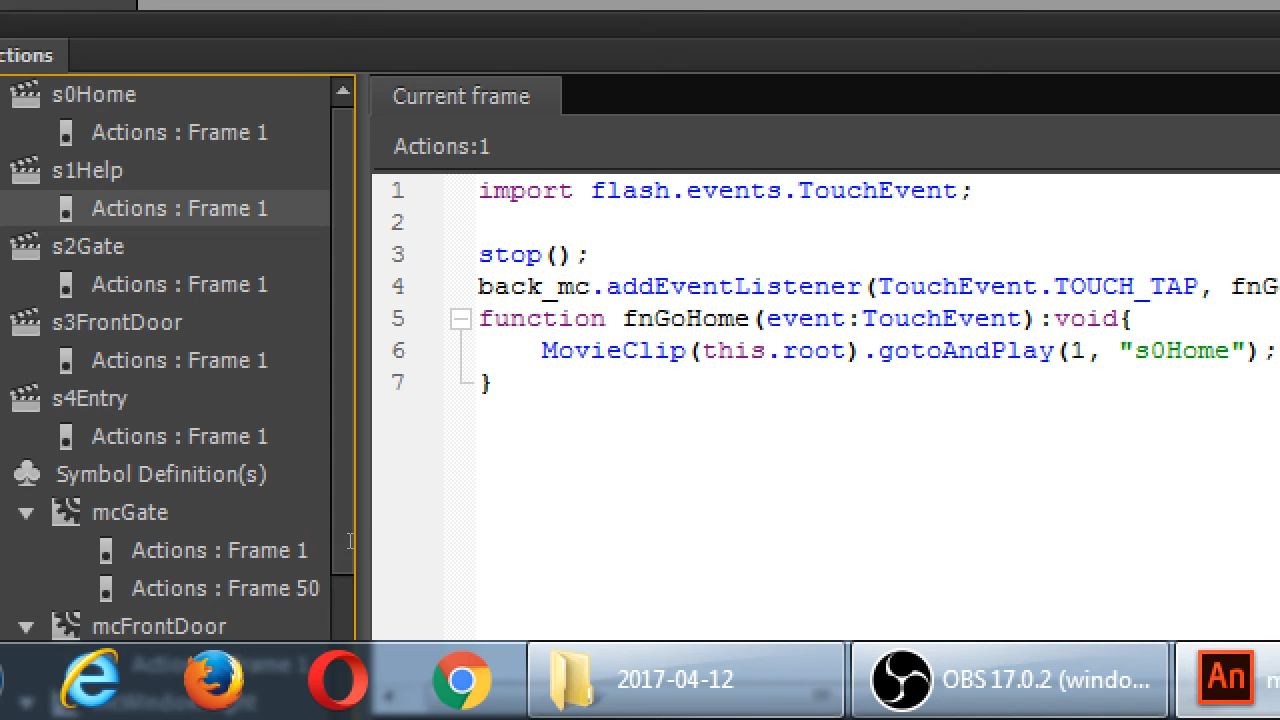 ctions
s0Home
Actions : Frame 1
s1Help
Actions : Frame 1
s2Gate
Actions : Frame 1
s3FrontDoor
Actions : Frame 1
s4Entry
Actions : Frame 1
Symbol Definition(s)
mcGate
Actions : Frame 1
Actions : Frame 50
mcFrontDoor
Current frame
Actions:1
1 import flash.events.TouchEvent;
2
3 stop();
4 back_mc.addEventListener(TouchEvent.TOUCH_TAP, fnG
5 function fnGoHome(event:TouchEvent):void{
6 MovieClip(this.root).gotoAndPlay(1, "s0Home");
7 }
2017-04-12
OBS 17.0.2 (windo...
An